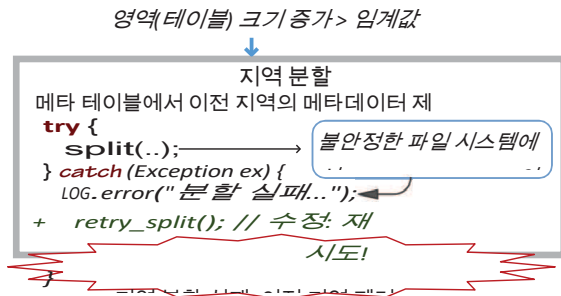 영역(테이블) 크기 증가 > 임계값
지역 분할
메타 테이블에서 이전 지역의 메타데이터 제
try {
split(..);
불안정한 파일 시스템에
} catch (Exception ex) {
LOG.error("분할 실패...");
+ retry_split(); // 수정: 재
시도!
}